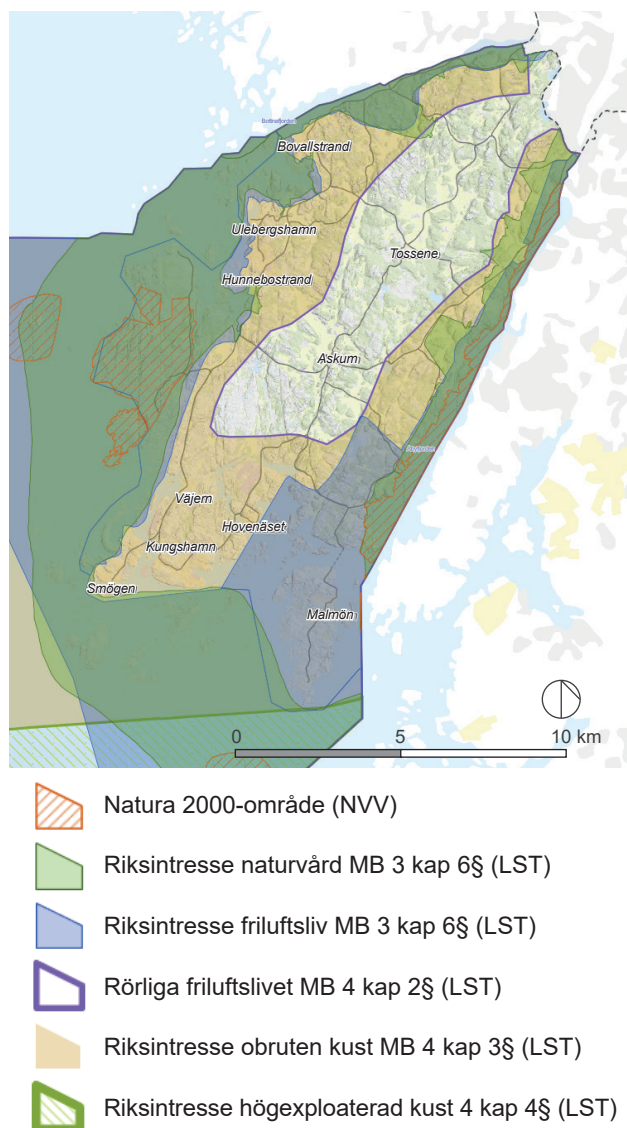 Bottnefjorden
Bovallstrand
Ulebergshamn
Tossene
Hunnebostrand
Askum
Åbyfjorden
Väjern
Hovenäset
Kungshamn
Smögen
Malmön
0 5 10 km
Natura 2000-område (NVV)
Riksintresse naturvård MB 3 kap 6§ (LST)
Riksintresse friluftsliv MB 3 kap 6§ (LST)
Rörliga friluftslivet MB 4 kap 2§ (LST)
Riksintresse obruten kust MB 4 kap 3§ (LST)
Riksintresse högexploaterad kust 4 kap 4§ (LST)